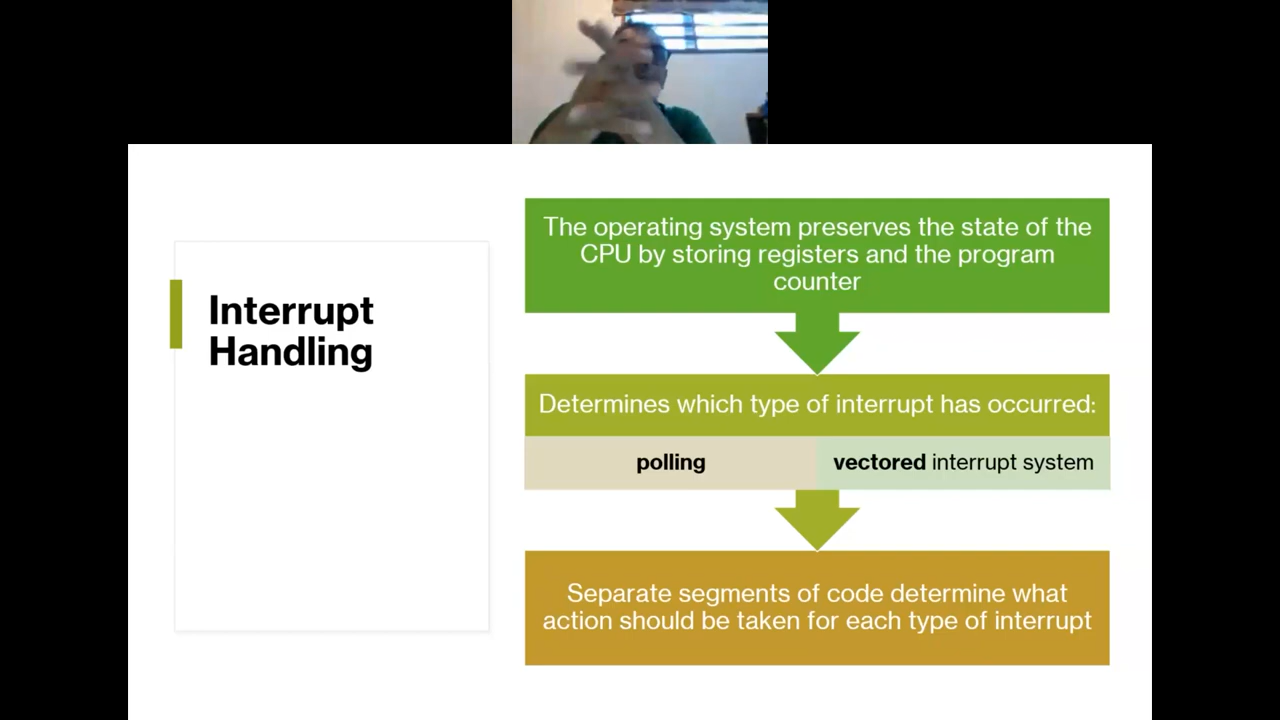 Interrupt
Handling
The operating system preserves the state of the
CPU by storing registers and the program
counter
Determines which type of interrupt has occurred:
polling
vectored interrupt system
Separate segments of code determine what
action should be taken for each type of interrupt